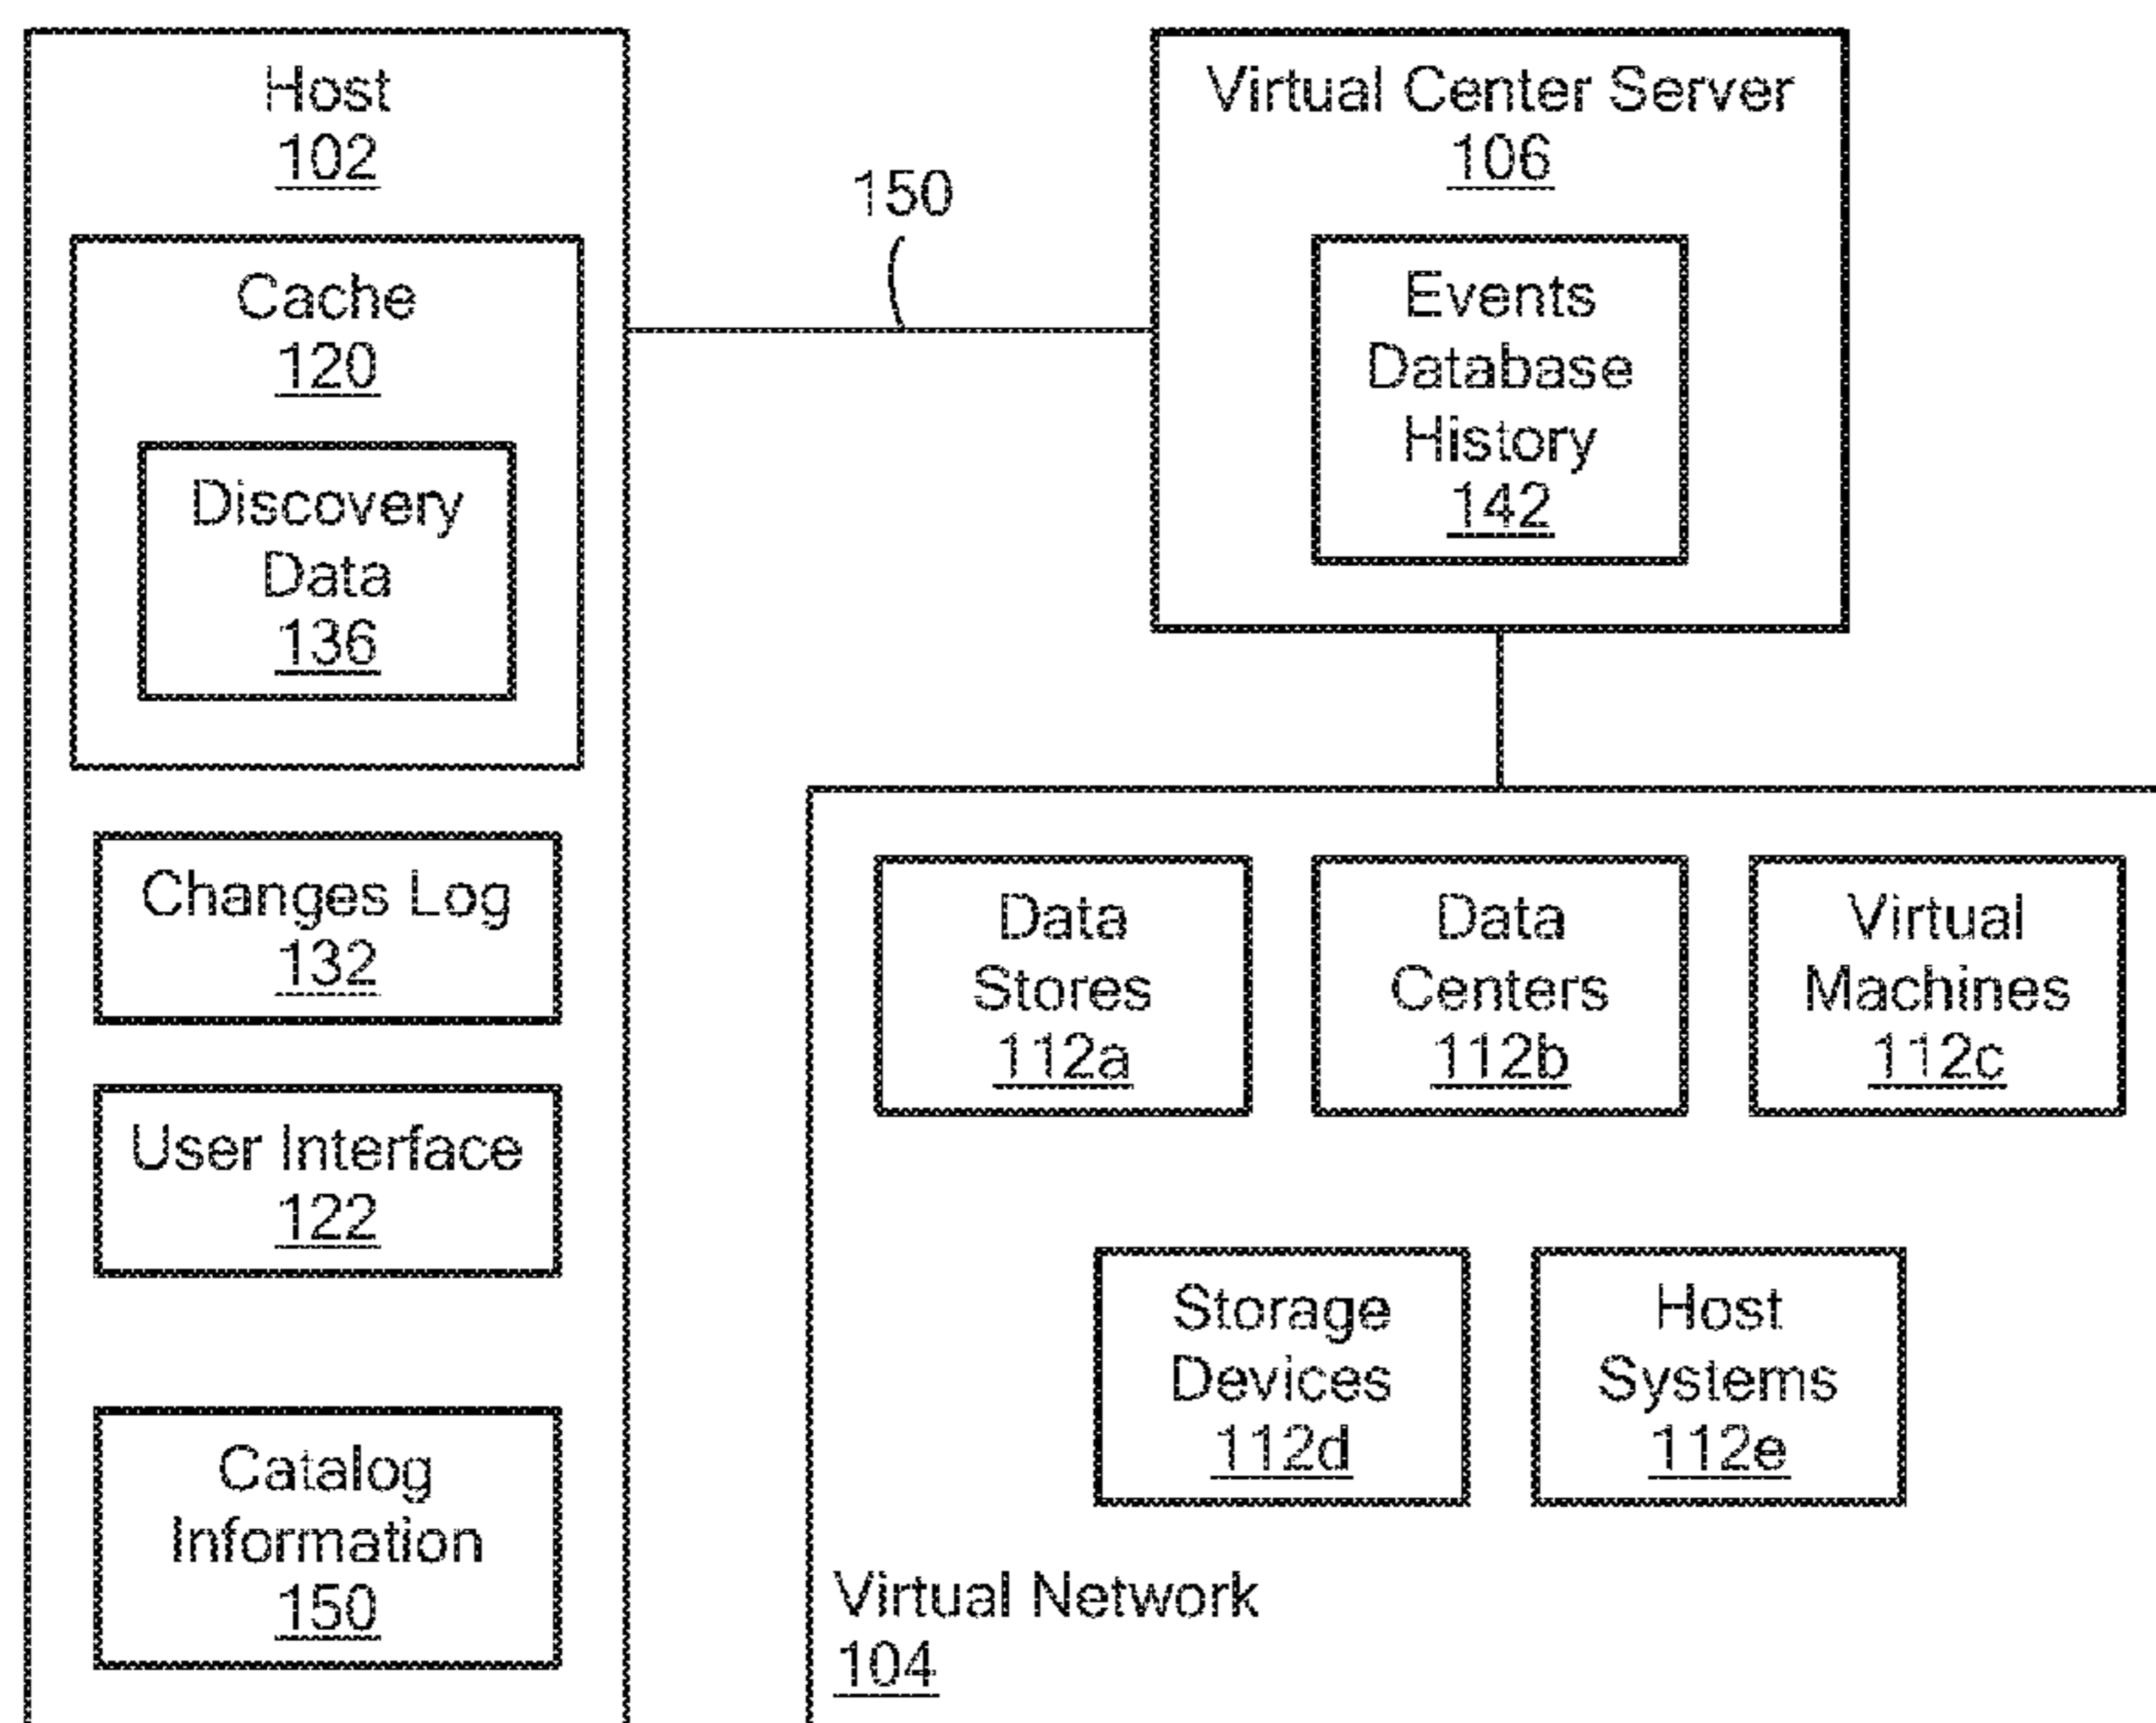 Host
102
Cache
120
Discovery
Data
136
Changes Log
132
User Interface
122
Catalog
Information
150
150
Virtual Center Server
106
Events
Database
History
142
Data
Stores
112a
Data
Centers
112b
Virtual
Machines
112c
Storage
Devices
112d
Host
Systems
112e
Virtual Network
104